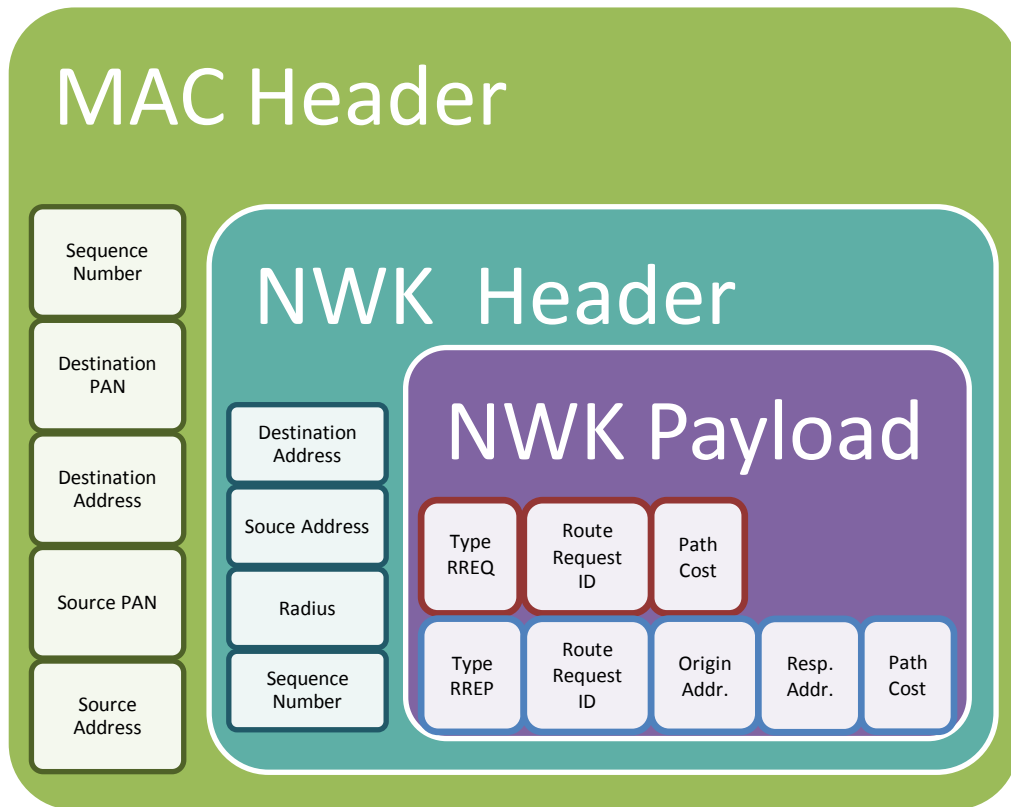 MAC Header
Sequence
Number
Destination
PAN
Destination
Address
Source PAN
Source
Address
NWK Header
Destination
Address
Souce Address
Radius
Sequence
Number
NWK Payload
Type
RREQ
Route
Request
ID
Path
Cost
Type
RREP
Route
Request
ID
Origin
Addr.
Resp.
Addr.
Path
Cost